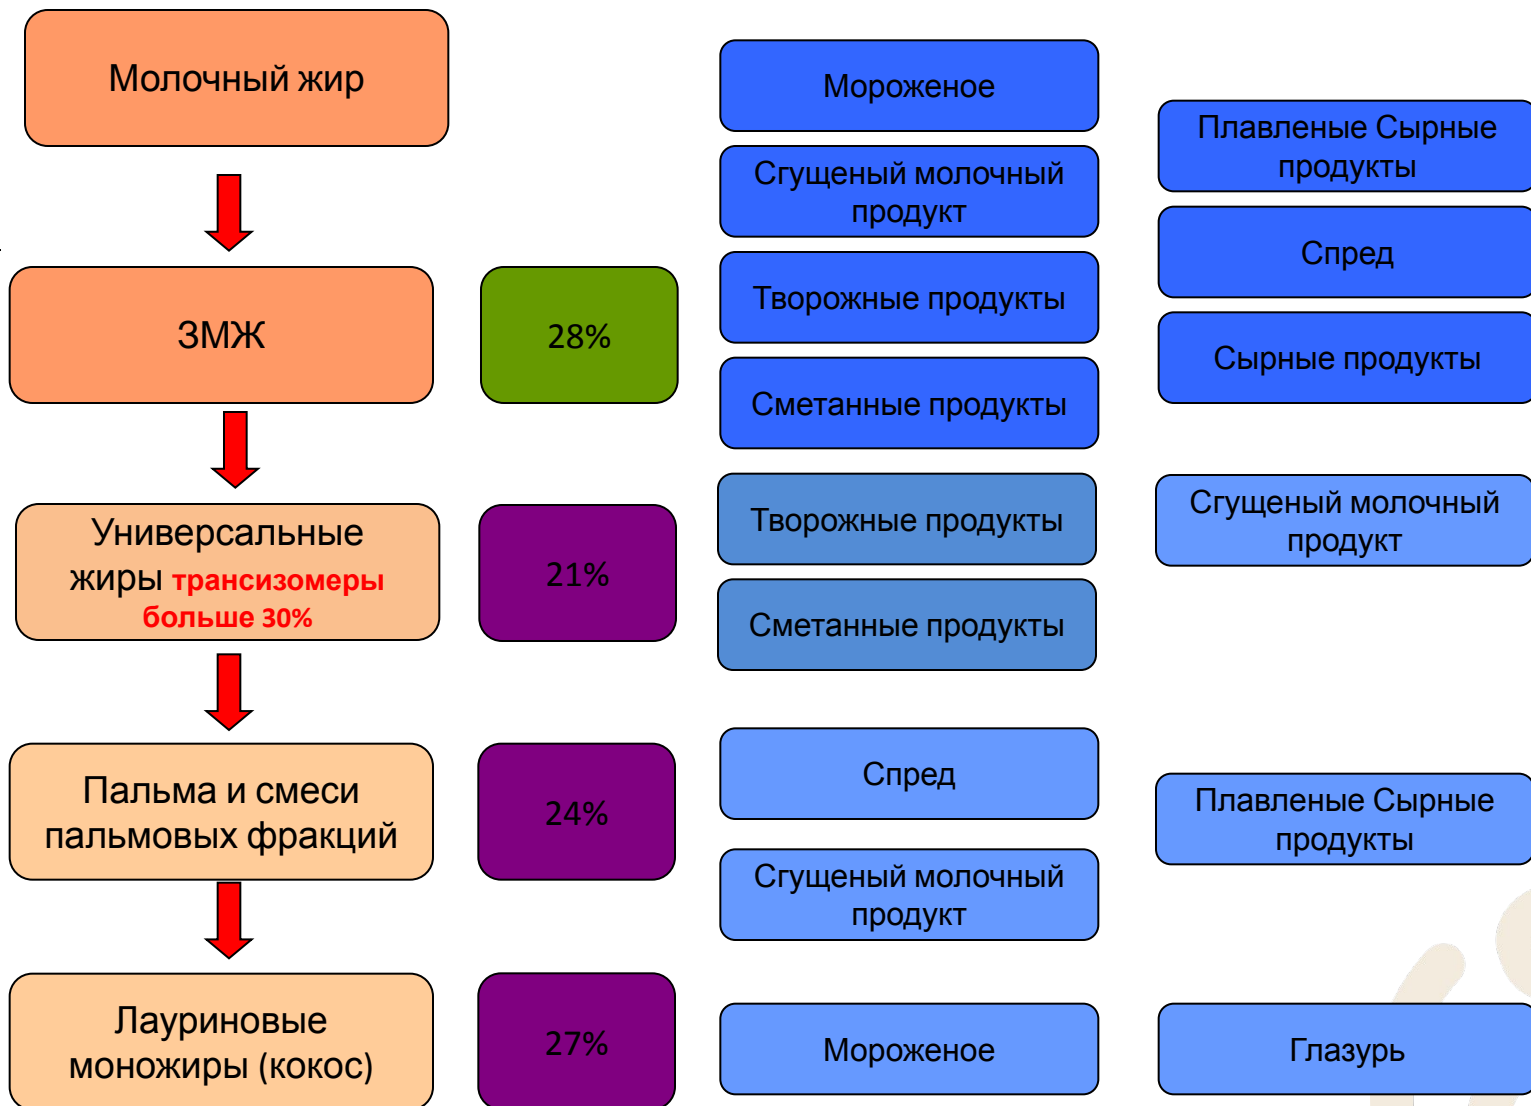 Молочный жир
Мороженое
Плавленые Сырные
продукты
Сгущеный молочный
продукт
Спред
ЗМЖ
28%
Творожные продукты
Сырные продукты
Сметанные продукты
Универсальные
жиры трансизомеры
больше 30%
21%
Творожные продукты
Сгущеный молочный
продукт
Сметанные продукты
Пальма и смеси
пальмовых фракций
24%
Спред
Плавленые Сырные
продукты
Сгущеный молочный
продукт
Лауриновые
моножиры (кокос)
27%
Мороженое
Глазурь